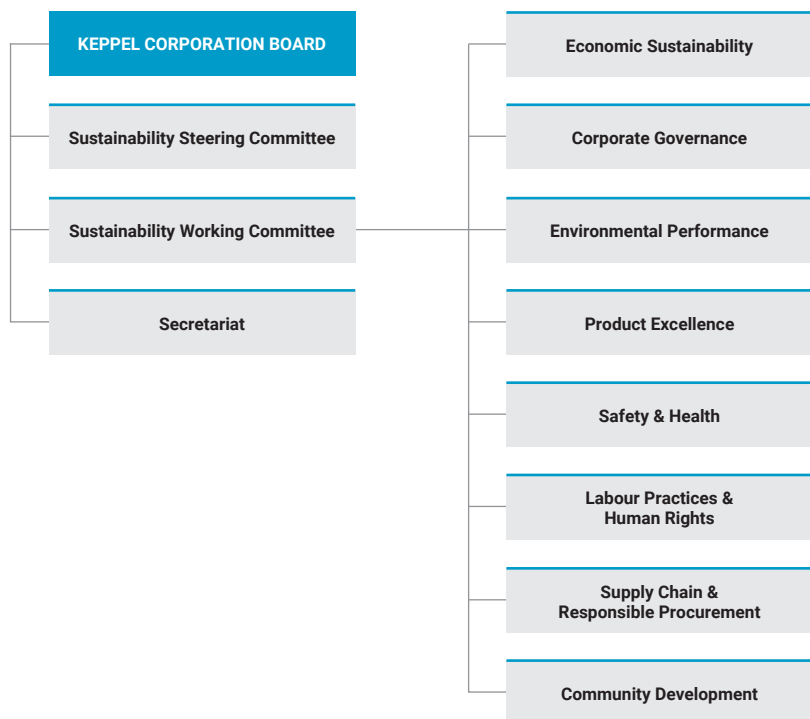 KEPPEL CORPORATION BOARD
Sustainability Steering Committee
Sustainability Working Committee
Secretariat
Economic Sustainability
Corporate Governance
Environmental Performance
Product Excellence
Safety & Health
Labour Practices &
Human Rights
Supply Chain &
Responsible Procurement
Community Development